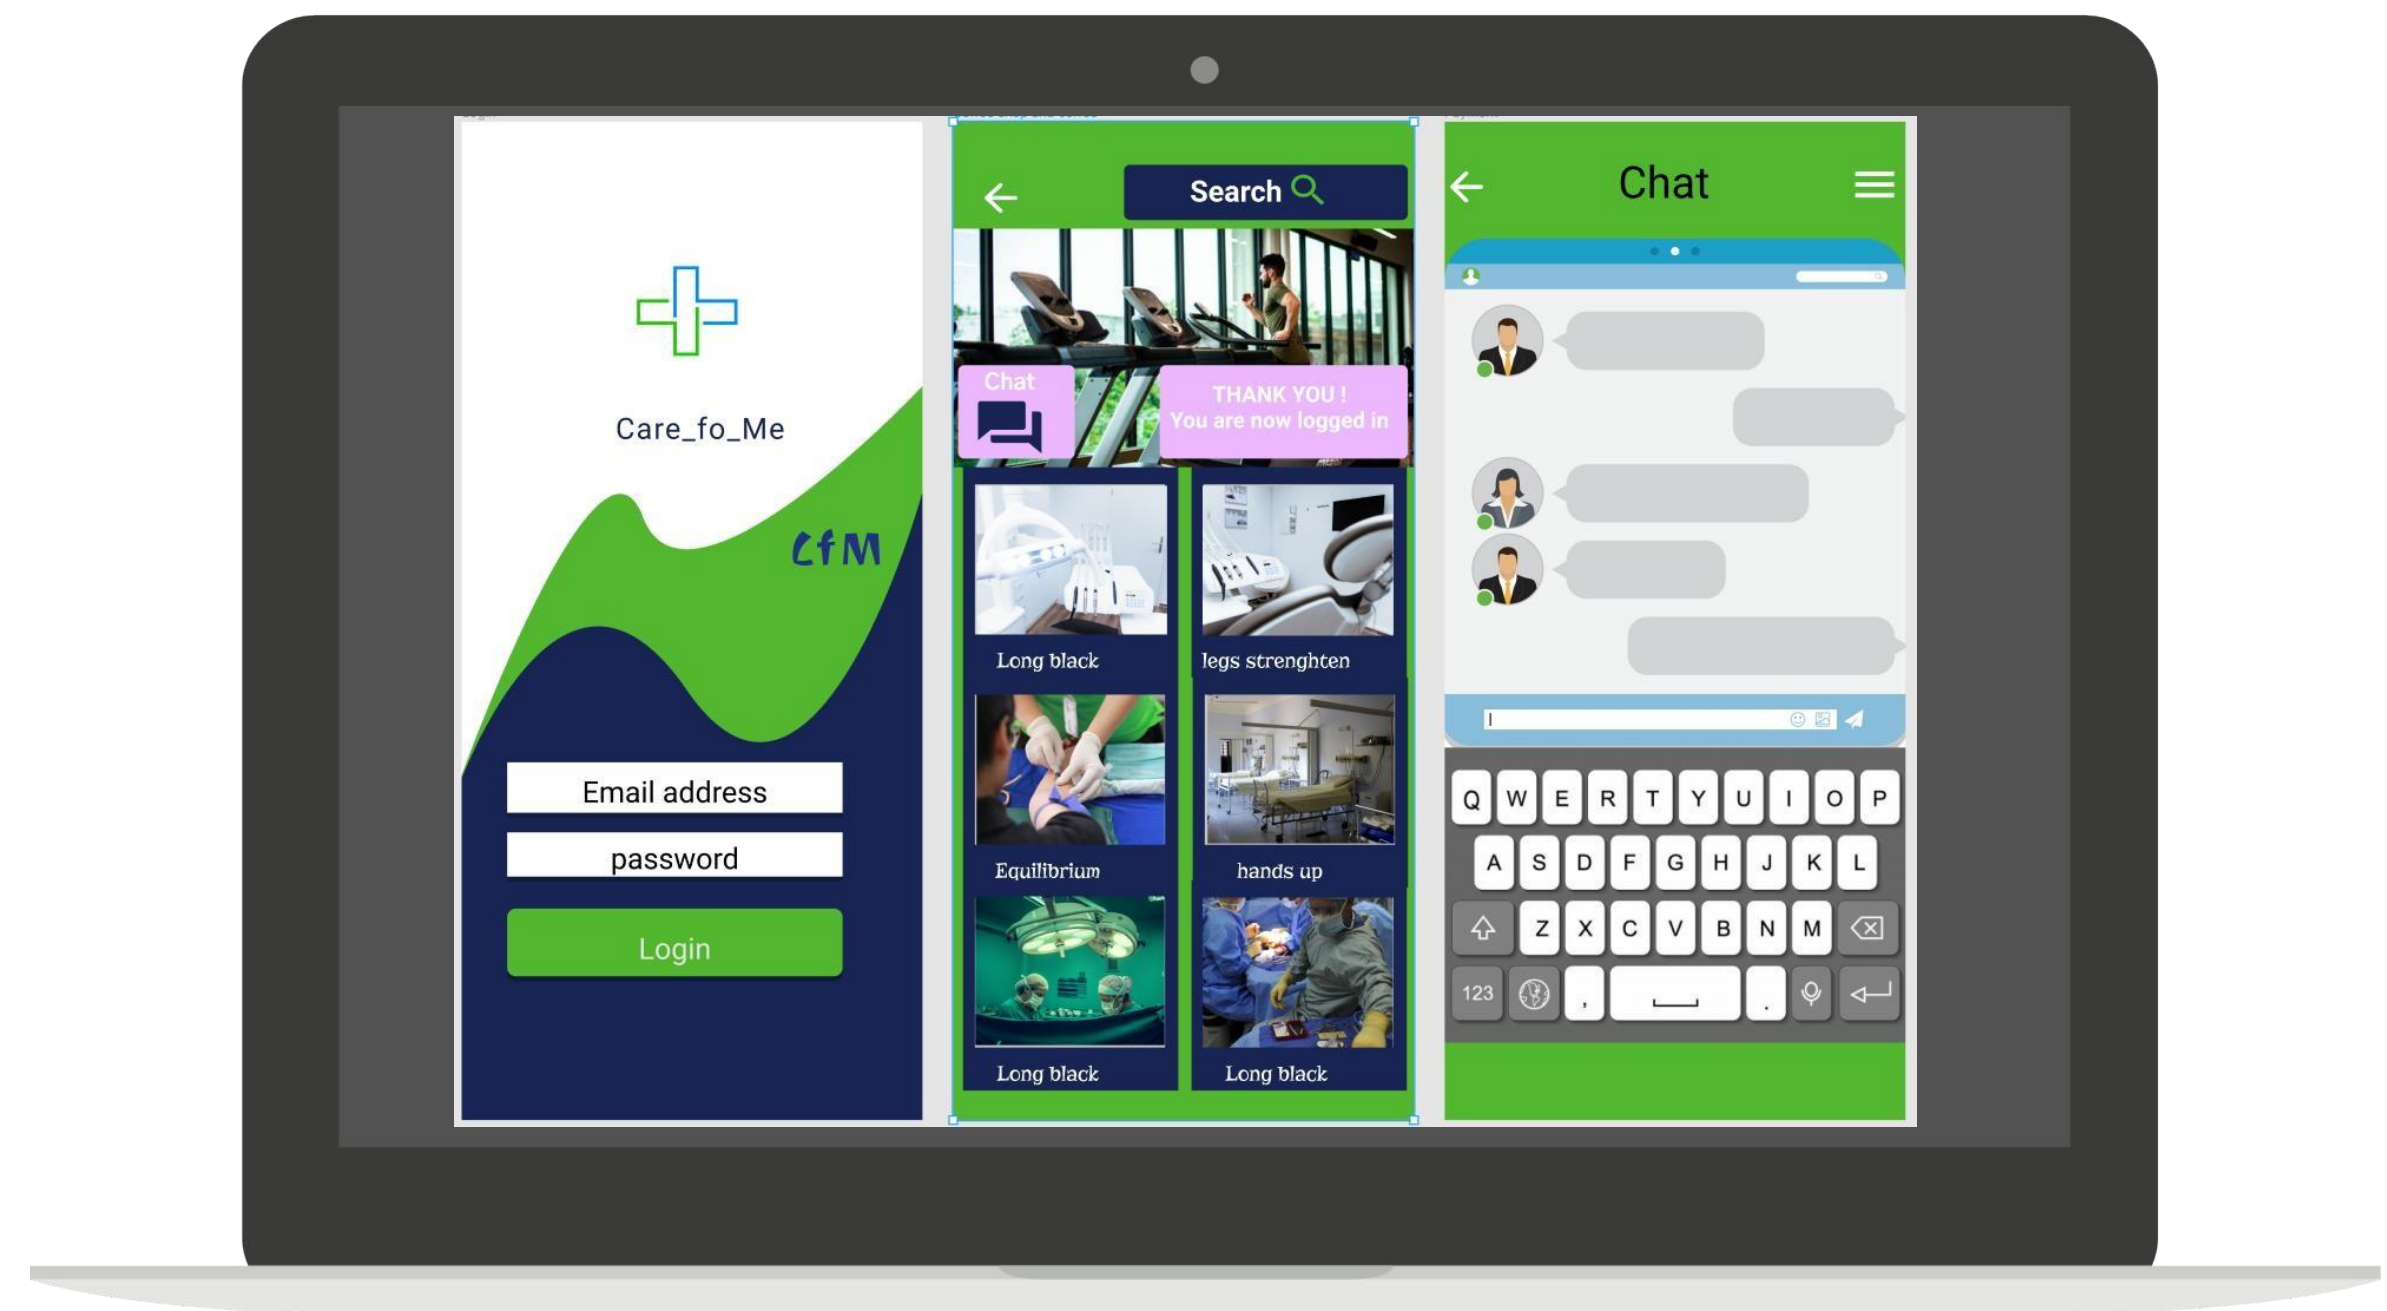 Care_fo_Me
CfM
Email address
password
Login
Search
Chat
THANK YOU !
You are now logged in
Long black
legs strenghten
Equilibrium
hands up
Long black
Long black
Chat
Q W E R T Y U I O P
A S D F G H J K L
Z X C V B N M
123 , .